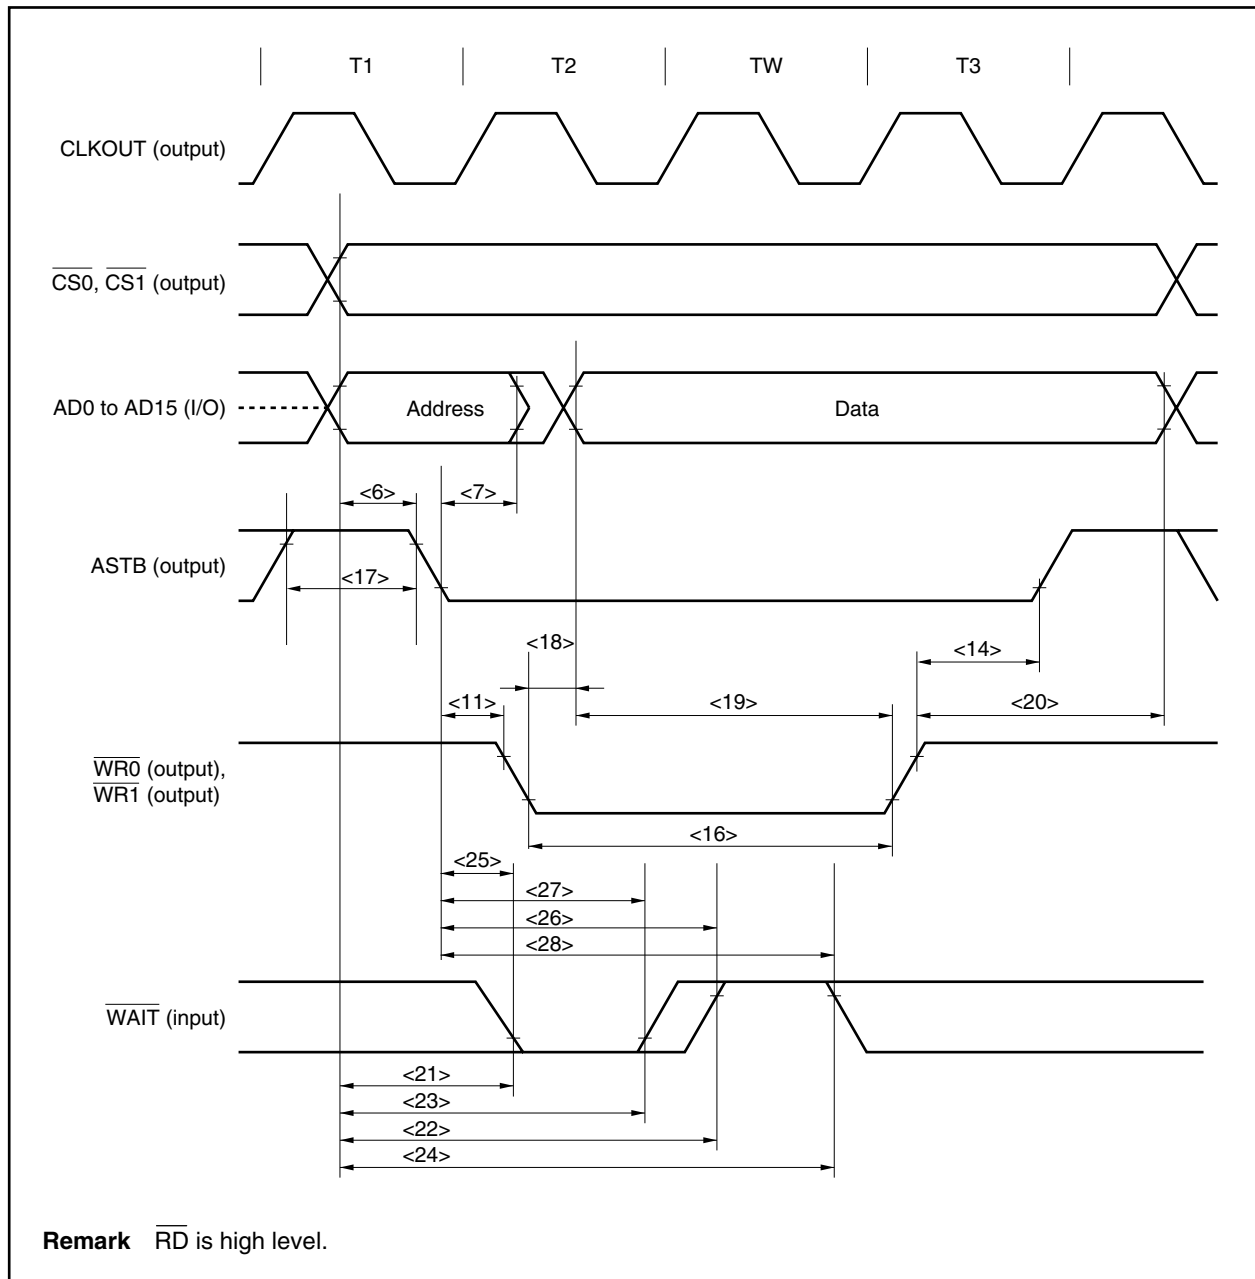 T1 T2 TW T3
CLKOUT (output)
CS0, CS1 (output)
AD0 to AD15 (I/O)
Address
Data
<6>
<7>
ASTB (output)
<17>
<18>
<14>
<11>
<19>
<20>
WR0 (output),
WR1 (output)
<16>
<25>
<27>
<26>
<28>
WAIT (input)
<21>
<23>
<22>
<24>
Remark RD is high level.